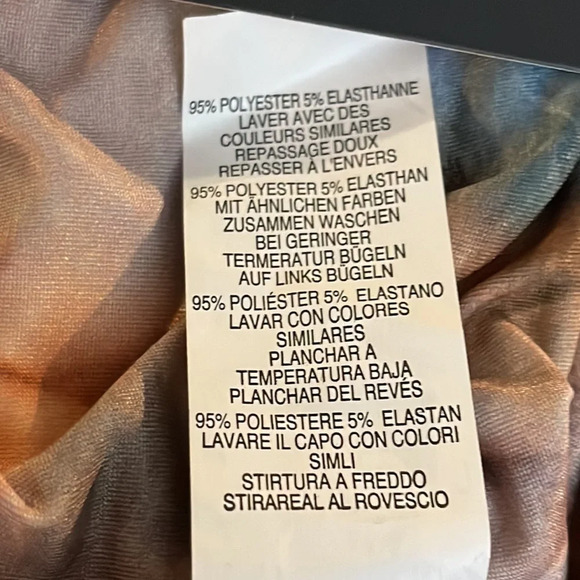 95% POLYESTER 5% ELASTHANNE
LAVER AVEC DES
COULEURS SIMILARES
REPASSAGE DOUX
REPASSER À L'ENVERS
95% POLYESTER 5% ELASTHAN
MIT ÄHNLICHEN FARBEN
ZUSAMMEN WASCHEN
BEI GERINGER
TERMERATUR BÜGELN
AUF LINKS BÜGELN
95% POLIÉSTER 5% ELASTANO
LAVAR CON COLORES
SIMILARES
PLANCHAR A
TEMPERATURA BAJA
PLANCHAR DEL REVÉS
95% POLIESTERE 5% ELASTAN
LAVARE IL CAPO CON COLORI
SIMLI
STIRTURA A FREDDO
STIRAREAL AL ROVESCIO